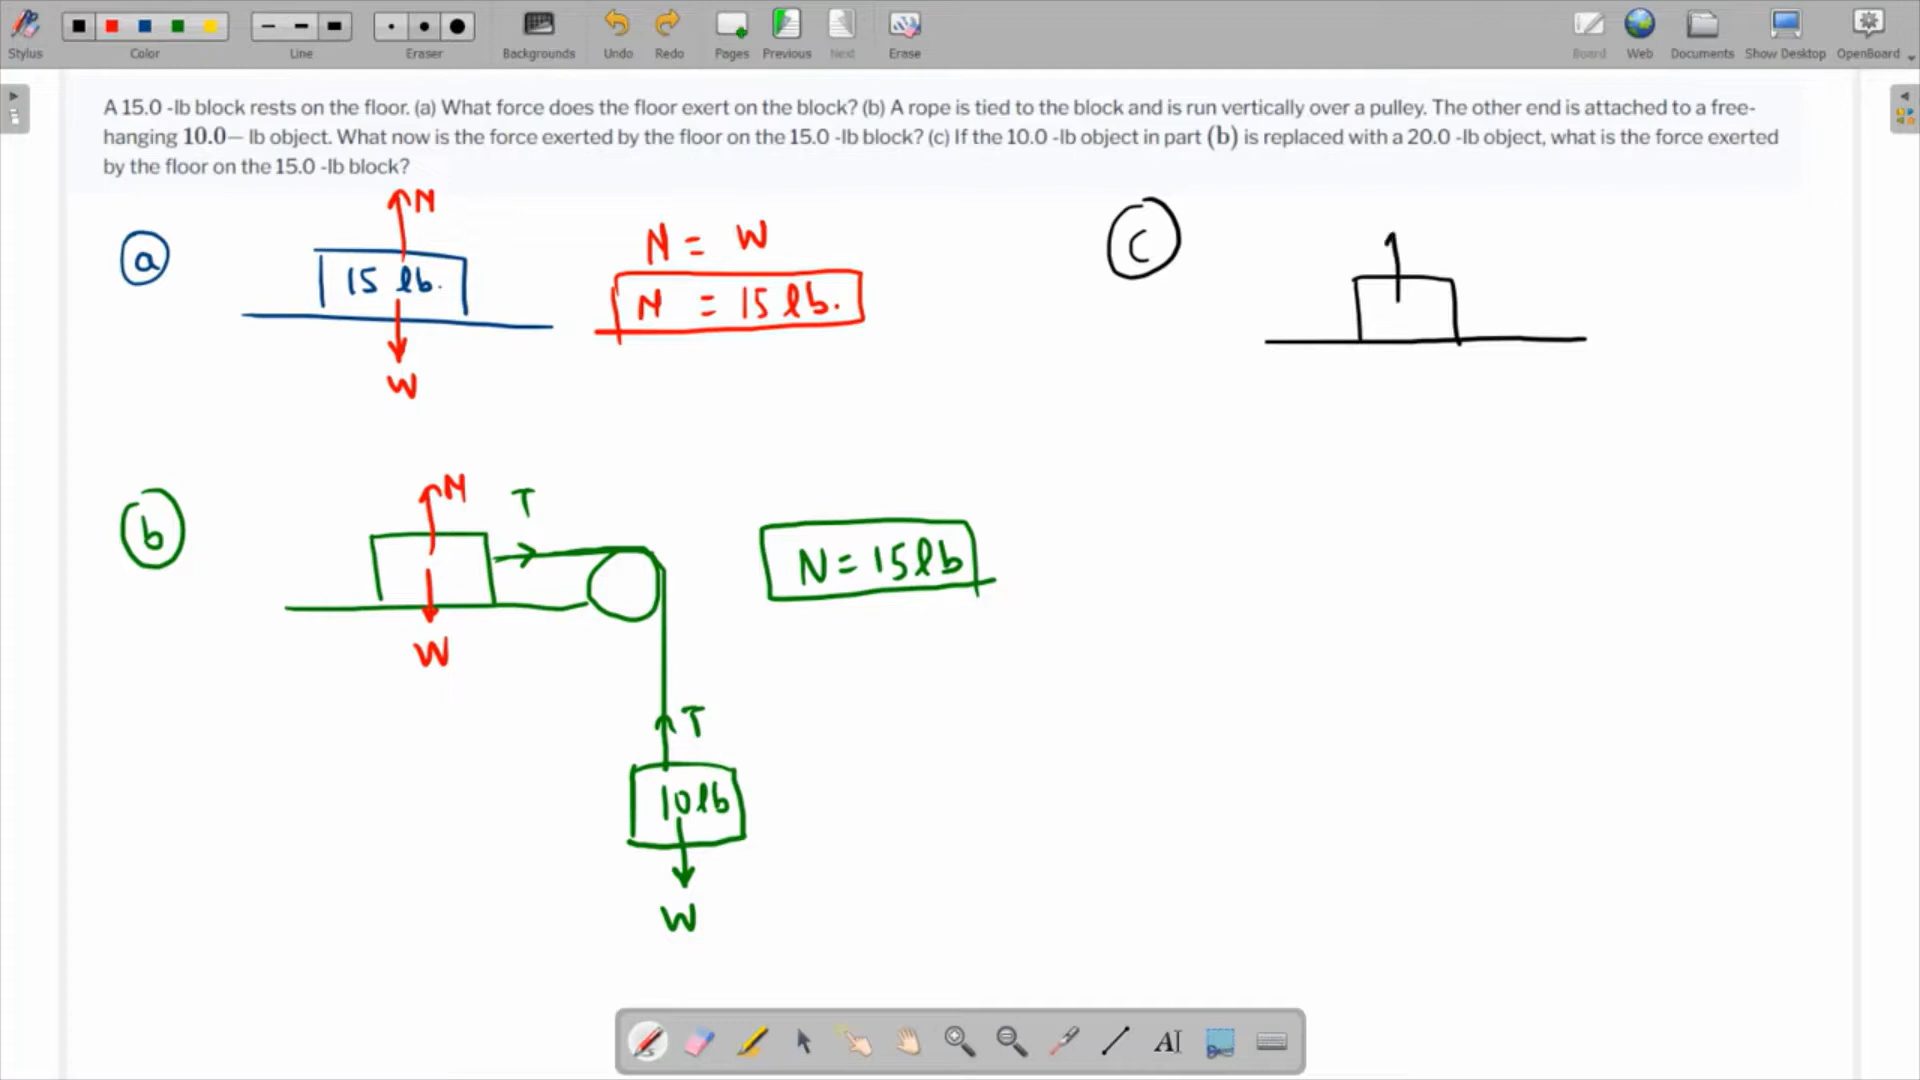 Stylus
Color
Line
Eraser
Backgrounds
Undo
Redo
Pages
Previous
Next
Erase
Board
Web
Documents
Show Desktop
OpenBoard
A 15.0 -lb block rests on the floor. (a) What force does the floor exert on the block? (b) A rope is tied to the block and is run vertically over a pulley. The other end is attached to a free-
hanging 10.0— lb object. What now is the force exerted by the floor on the 15.0 -lb block? (c) If the 10.0 -lb object in part (b) is replaced with a 20.0 -lb object, what is the force exerted
by the floor on the 15.0 -lb block?
a
N
15 lb.
W
N = W
N = 15 lb.
c
b
N
T
W
N = 15 lb
T
10 lb
W
AI